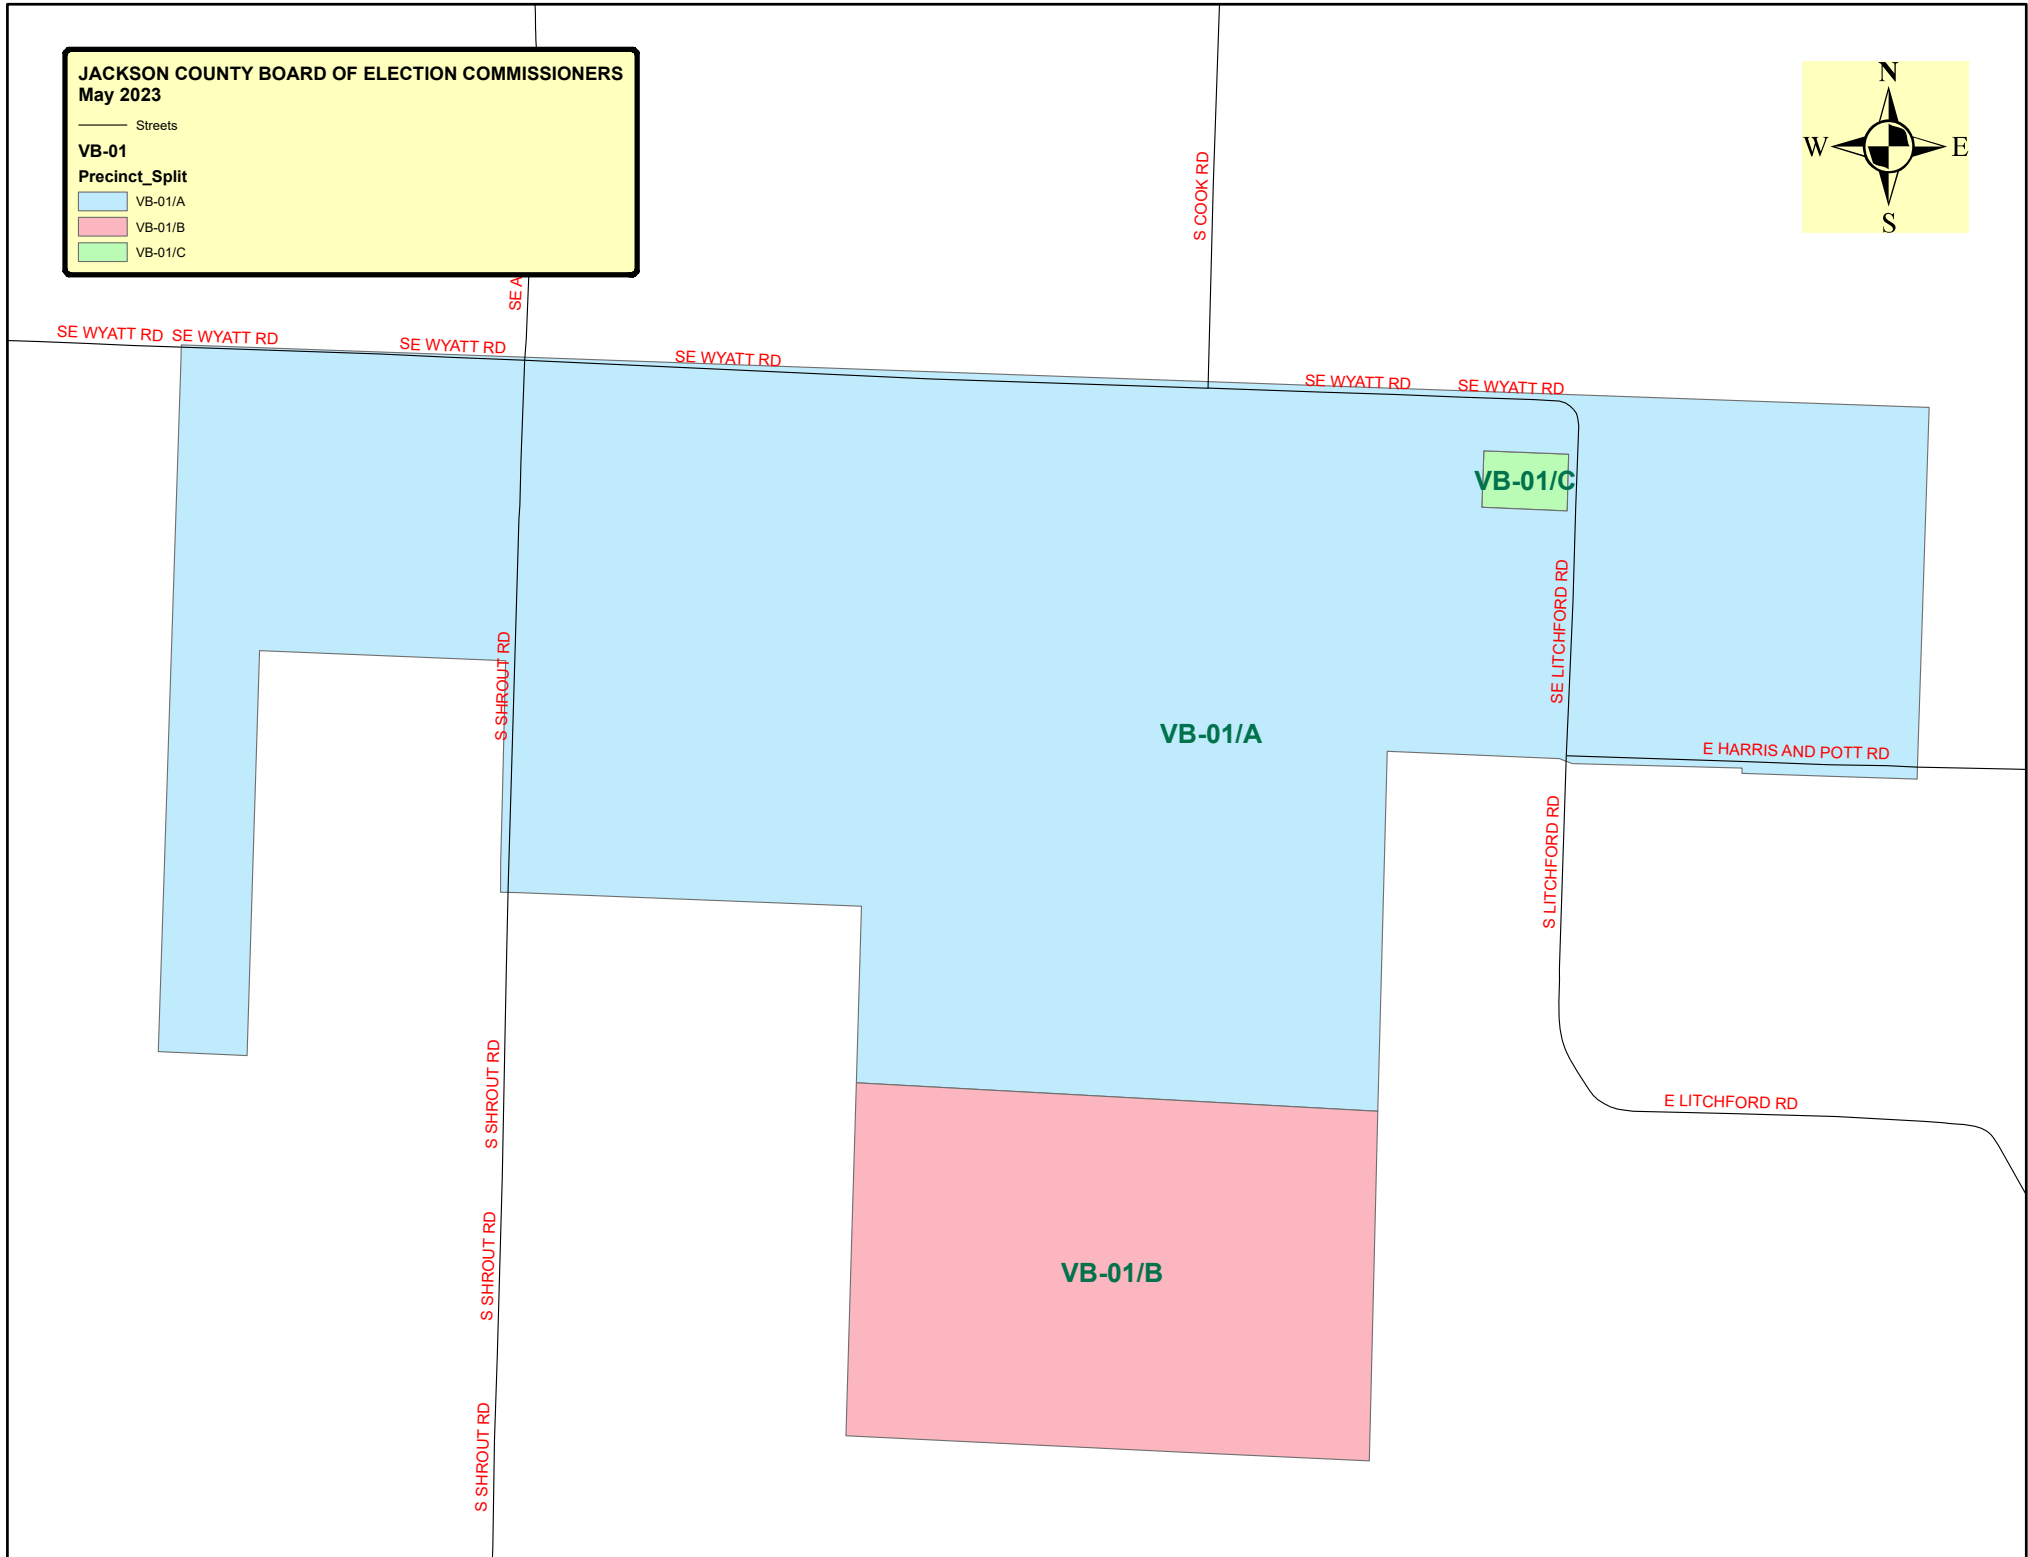 JACKSON COUNTY BOARD OF ELECTION COMMISSIONERS
May 2023
Streets
VB-01
Precinct_Split
VB-01/A
VB-01/B
VB-01/C
N
W
E
S
S COOK RD
SE A
SE WYATT RD
SE WYATT RD
SE WYATT RD
SE WYATT RD
SE WYATT RD
SE WYATT RD
VB-01/C
SE LITCHFORD RD
S SHROUT RD
VB-01/A
E HARRIS AND POTT RD
S LITCHFORD RD
S SHROUT RD
E LITCHFORD RD
S SHROUT RD
VB-01/B
S SHROUT RD